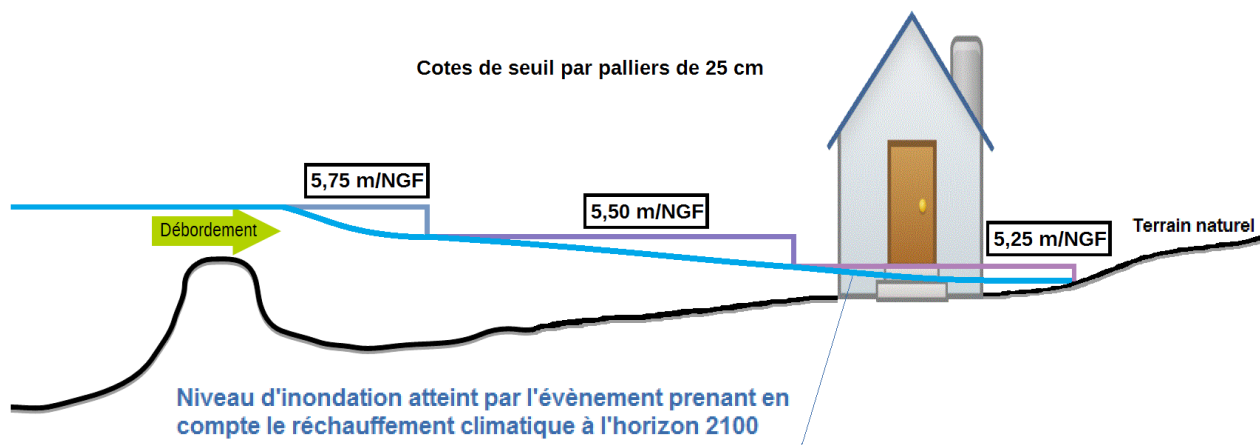 Cotes de seuil par palliers de 25 cm
5,75 m/NGF
5,50 m/NGF
Débordement
5,25 m/NGF
Terrain naturel
Niveau d'inondation atteint par l'évènement prenant en
compte le réchauffement climatique à l'horizon 2100